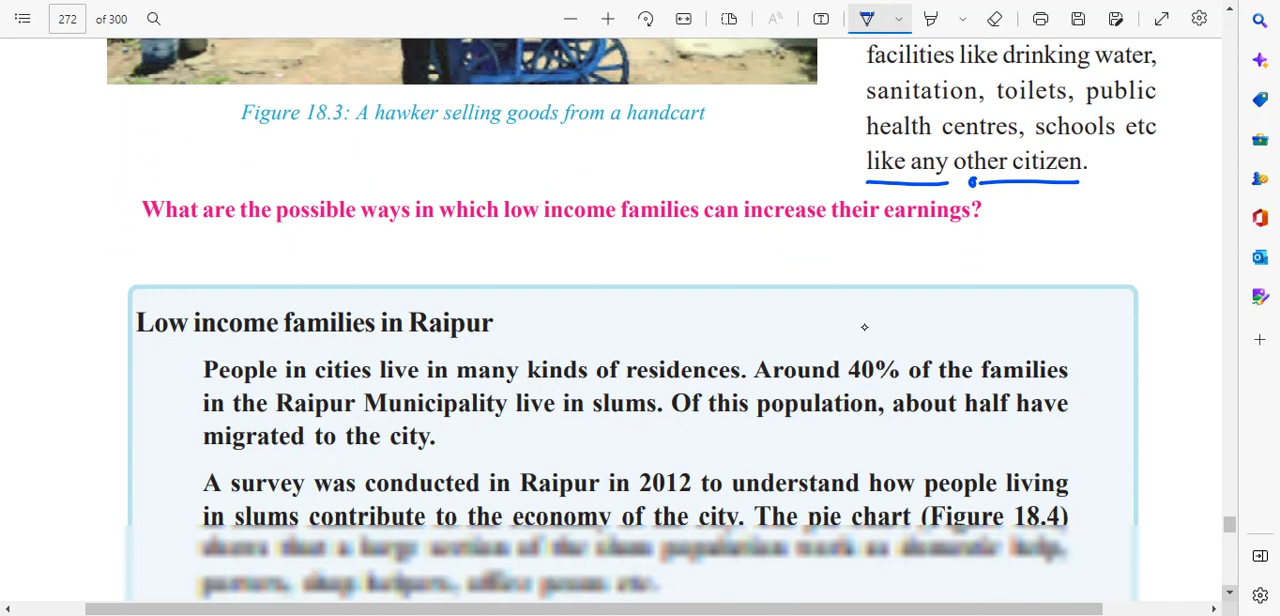 272 of 300
facilities like drinking water,
sanitation, toilets, public
health centres, schools etc
like any other citizen.
Figure 18.3: A hawker selling goods from a handcart
What are the possible ways in which low income families can increase their earnings?
Low income families in Raipur
People in cities live in many kinds of residences. Around 40% of the families
in the Raipur Municipality live in slums. Of this population, about half have
migrated to the city.
A survey was conducted in Raipur in 2012 to understand how people living
in slums contribute to the economy of the city. The pie chart (Figure 18.4)